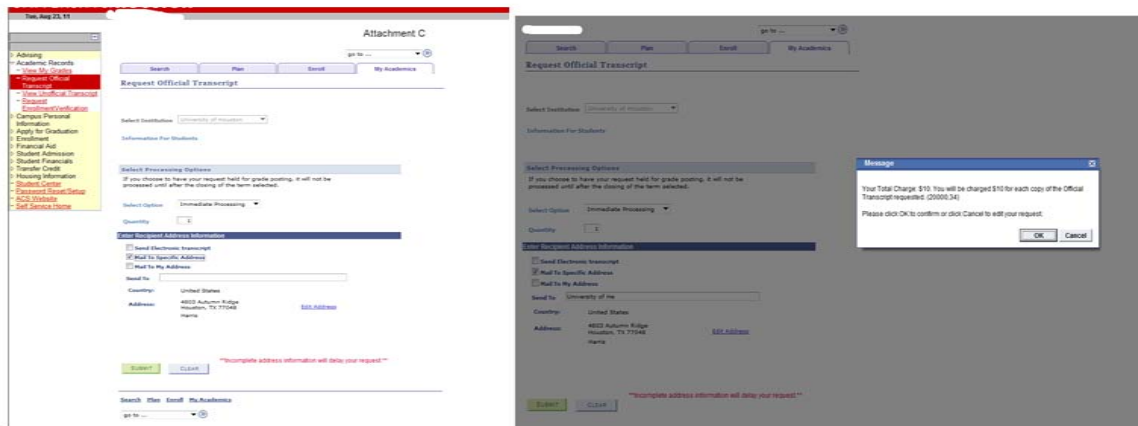 Tue, Aug 23, 11
Attachment C
go to ...
Advising
Academic Records
View My Grades
Request Official
Transcript
View Unofficial Transcript
Request
EnrollmentVerification
Campus Personal
Information
Apply for Graduation
Enrollment
Financial Aid
Student Admission
Student Financials
Transfer Credit
Housing Information
Student Center
Password Reset/Setup
ACS Website
Self Service Home
Search Plan Enroll My Academics
Request Official Transcript
Select Institution University of Houston
Information For Students
Select Processing Options
If you choose to have your request held for grade posting, it will not be
processed until after the closing of the term selected.
Select Option Immediate Processing
Quantity 1
Enter Recipient Address Information
Send Electronic transcript
Mail To Specific Address
Mail To My Address
Send To
Country: United States
Address: 4603 Autumn Ridge
Houston, TX 77048
Harris
Edit Address
**Incomplete address information will delay your request.**
SUBMIT CLEAR
Search Plan Enroll My Academics
go to ...
go to ...
Search Plan Enroll My Academics
Request Official Transcript
Select Institution University of Houston
Information For Students
Select Processing Options
If you choose to have your request held for grade posting, it will not be
processed until after the closing of the term selected.
Select Option Immediate Processing
Quantity 1
Enter Recipient Address Information
Send Electronic transcript
Mail To Specific Address
Mail To My Address
Send To University of me
Country: United States
Address: 4603 Autumn Ridge
Houston, TX 77048
Harris
Edit Address
**Incomplete address information will delay your request.**
SUBMIT CLEAR
Message
Your Total Charge: $10. You will be charged $10 for each copy of the Official
Transcript requested. (20000,34)
Please click OK to confirm or click Cancel to edit your request.
OK Cancel